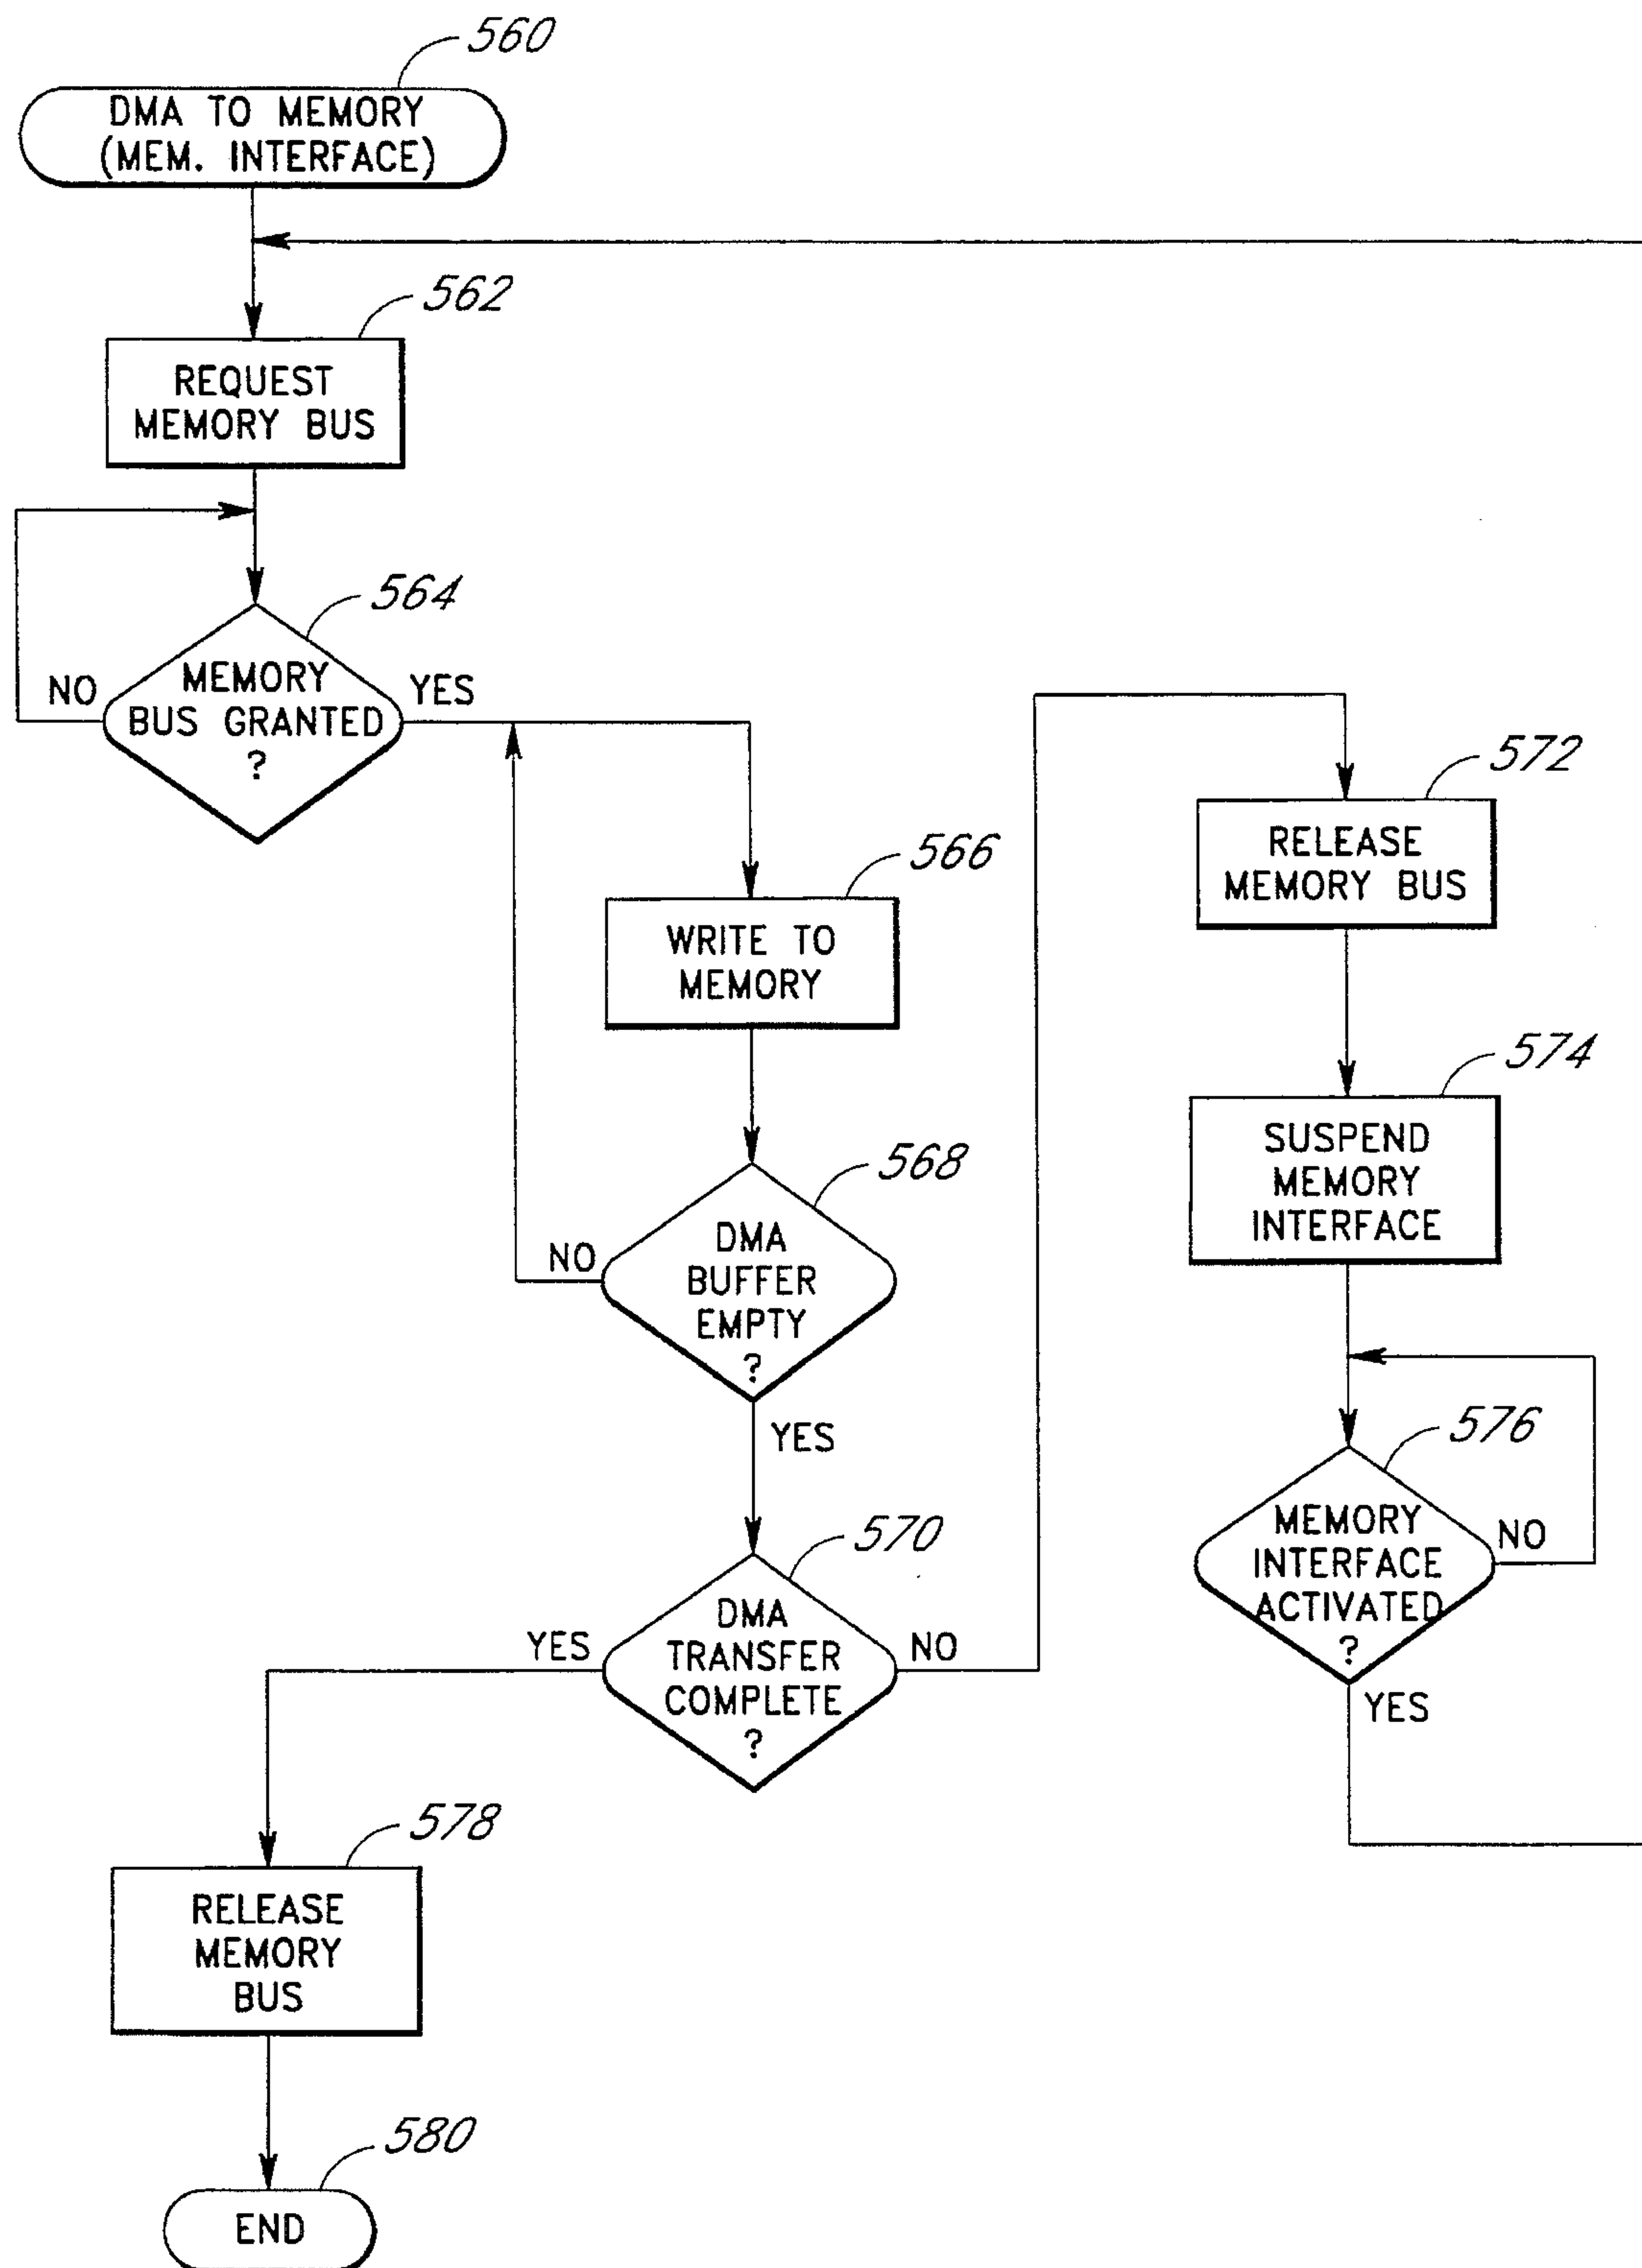 560
DMA TO MEMORY
(MEM. INTERFACE)
562
REQUEST
MEMORY BUS
564
MEMORY
BUS GRANTED
?
NO
YES
566
WRITE TO
MEMORY
568
DMA
BUFFER
EMPTY
?
NO
YES
570
DMA
TRANSFER
COMPLETE
?
YES
NO
572
RELEASE
MEMORY BUS
574
SUSPEND
MEMORY
INTERFACE
576
MEMORY
INTERFACE
ACTIVATED
?
NO
YES
578
RELEASE
MEMORY
BUS
580
END